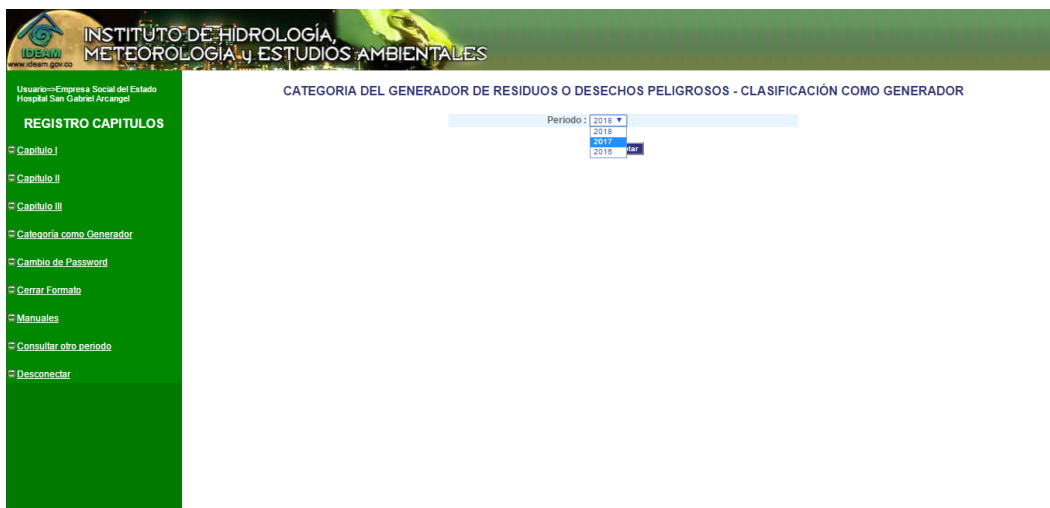 INSTITUTO DE HIDROLOGÍA,
METEOROLOGÍA y ESTUDIOS AMBIENTALES
IDEAM
www.ideam.gov.co
Usuario=>Empresa Social del Estado
Hospital San Gabriel Arcangel
REGISTRO CAPITULOS
Capitulo I
Capitulo II
Capitulo III
Categoría como Generador
Cambio de Password
Cerrar Formato
Manuales
Consultar otro periodo
Desconectar
CATEGORIA DEL GENERADOR DE RESIDUOS O DESECHOS PELIGROSOS - CLASIFICACIÓN COMO GENERADOR
Periodo : 2018
2018
2017
2016